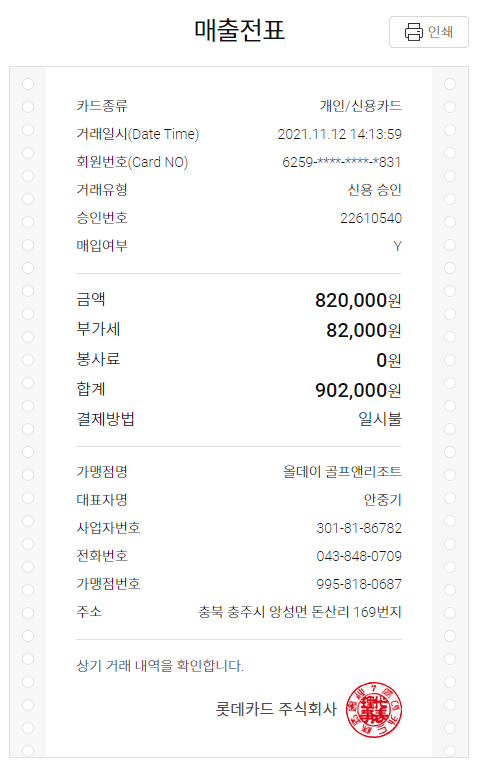 매출전표
인쇄
카드종류 개인/신용카드
거래일시(Date Time) 2021.11.12 14:13:59
회원번호(Card NO) 6259-****-****-*831
거래유형 신용 승인
승인번호 22610540
매입여부 Y
금액 820,000원
부가세 82,000원
봉사료 0원
합계 902,000원
결제방법 일시불
가맹점명 올데이 골프앤리조트
대표자명 안중기
사업자번호 301-81-86782
전화번호 043-848-0709
가맹점번호 995-818-0687
주소 충북 충주시 앙성면 돈산리 169번지
상기 거래 내역을 확인합니다.
롯데카드 주식회사